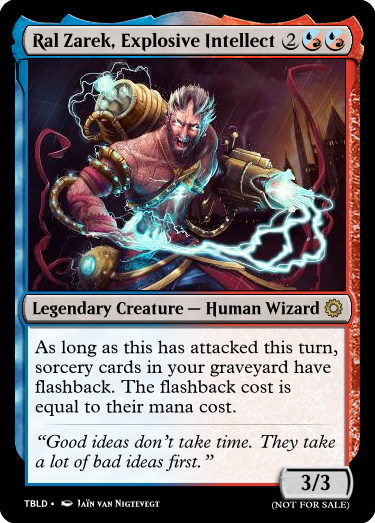 Ral Zarek, Explosive Intellect 2
Legendary Creature — Human Wizard
As long as this has attacked this turn,
sorcery cards in your graveyard have
flashback. The flashback cost is
equal to their mana cost.
“Good ideas don’t take time. They take
a lot of bad ideas first.”
3/3
TBLD • Iaïn van Nigtevegt
(NOT FOR SALE)